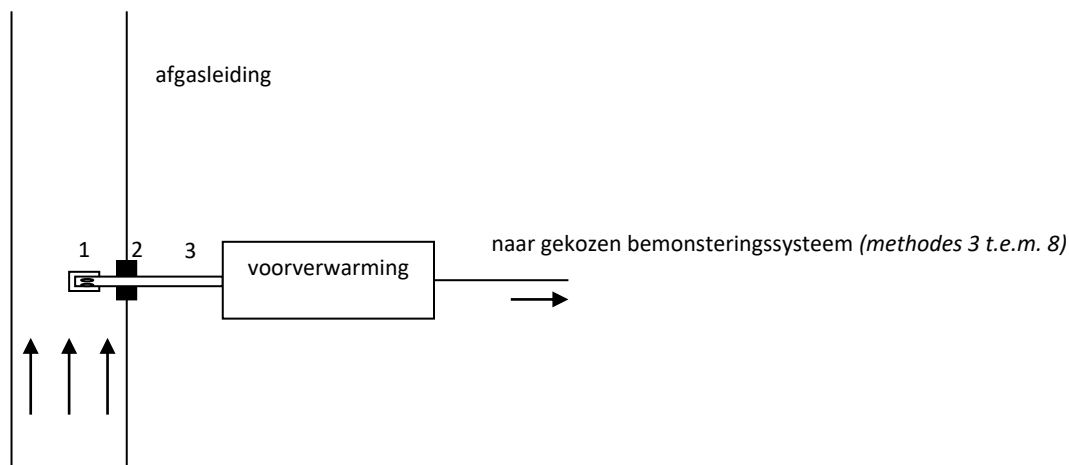 afgasleiding
1 2 3
naar gekozen bemonsteringssysteem (methodes 3 t.e.m. 8)
voorverwarming